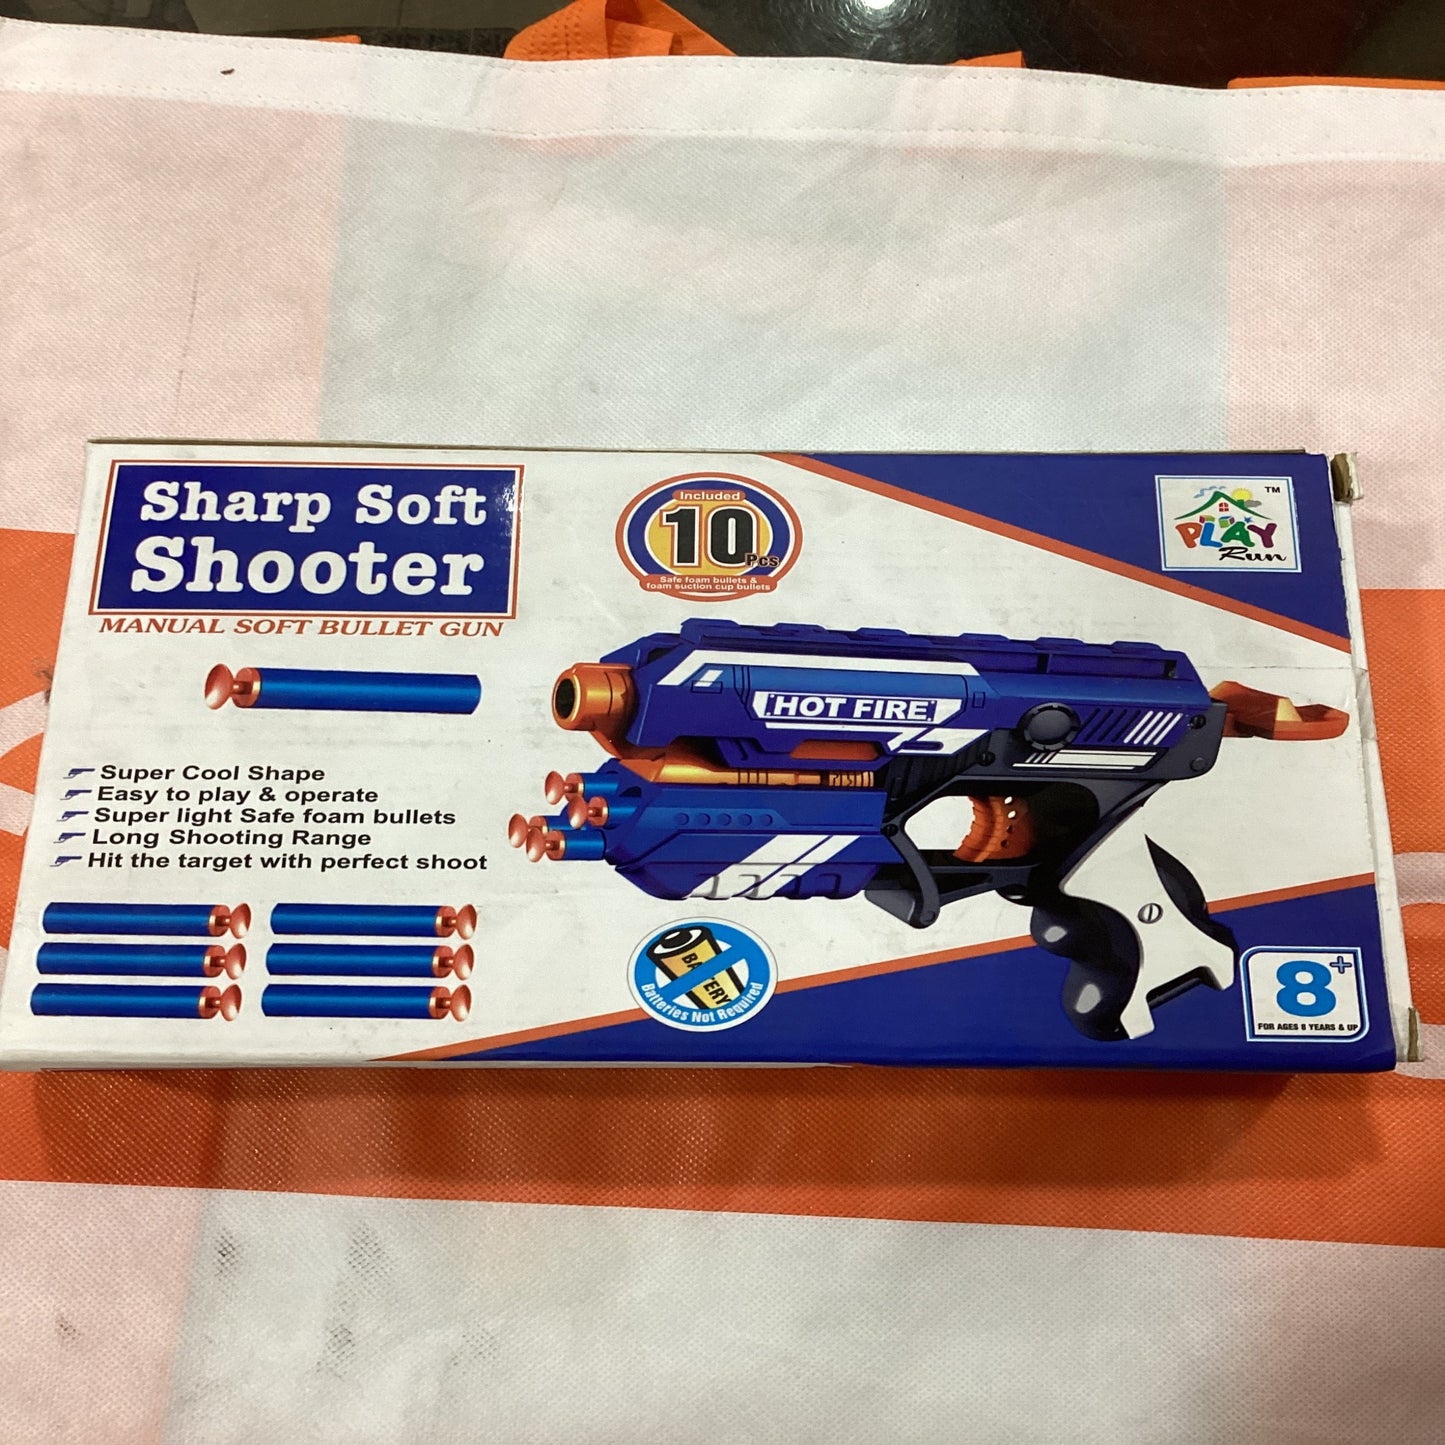 Sharp Soft
Shooter
MANUAL SOFT BULLET GUN
Included
10
Pcs
Safe foam bullets &
foam suction cup bullets
TM
PLAY
Run
HOT FIRE
Super Cool Shape
Easy to play & operate
Super light Safe foam bullets
Long Shooting Range
Hit the target with perfect shoot
BATTERY
Batteries Not Required
8+
FOR AGES 8 YEARS & UP